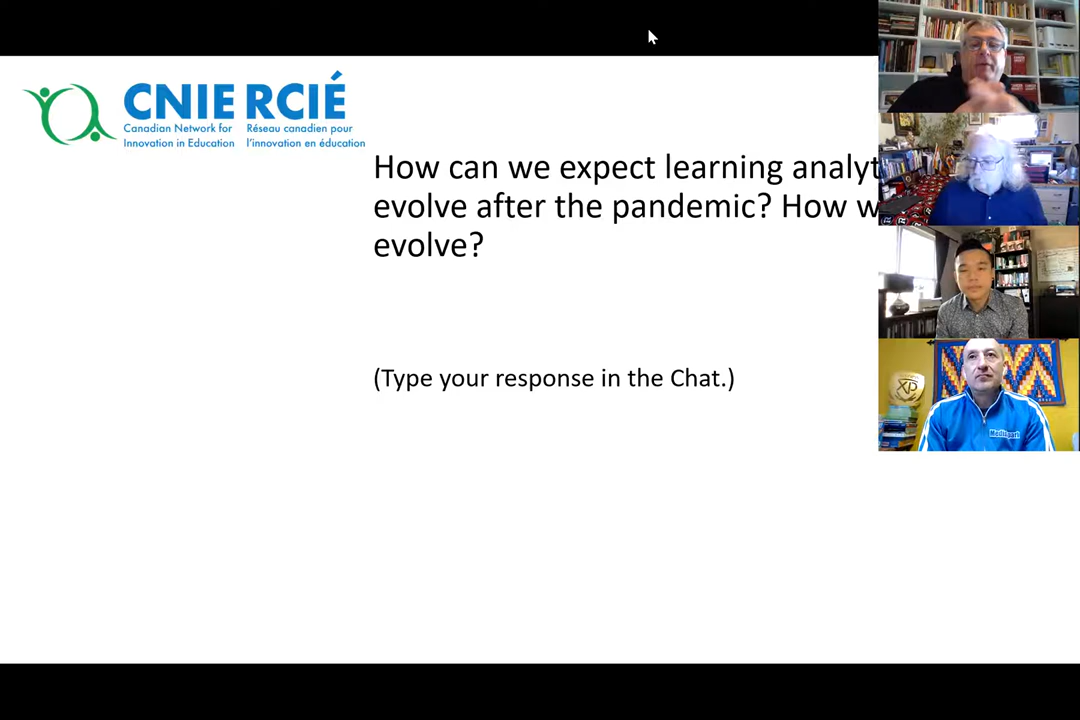 CNIE RCIÉ
Canadian Network for Réseau canadien pour
Innovation in Education l'innovation en éducation
How can we expect learning analyt
evolve after the pandemic? How w
evolve?
(Type your response in the Chat.)
XP